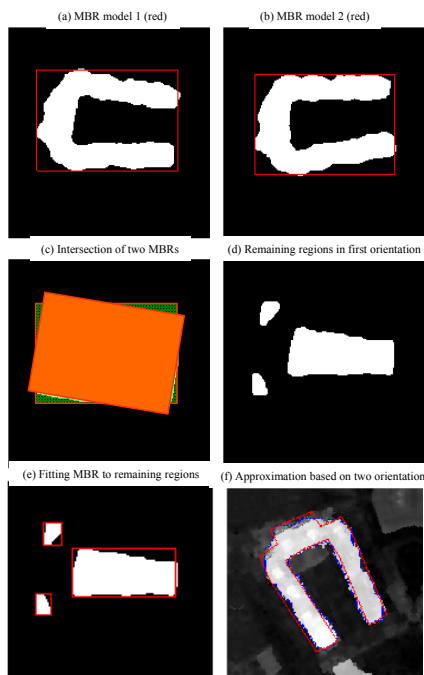 (a) MBR model 1 (red)
(b) MBR model 2 (red)
(c) Intersection of two MBRs
(d) Remaining regions in first orientation
(e) Fitting MBR to remaining regions
(f) Approximation based on two orientation